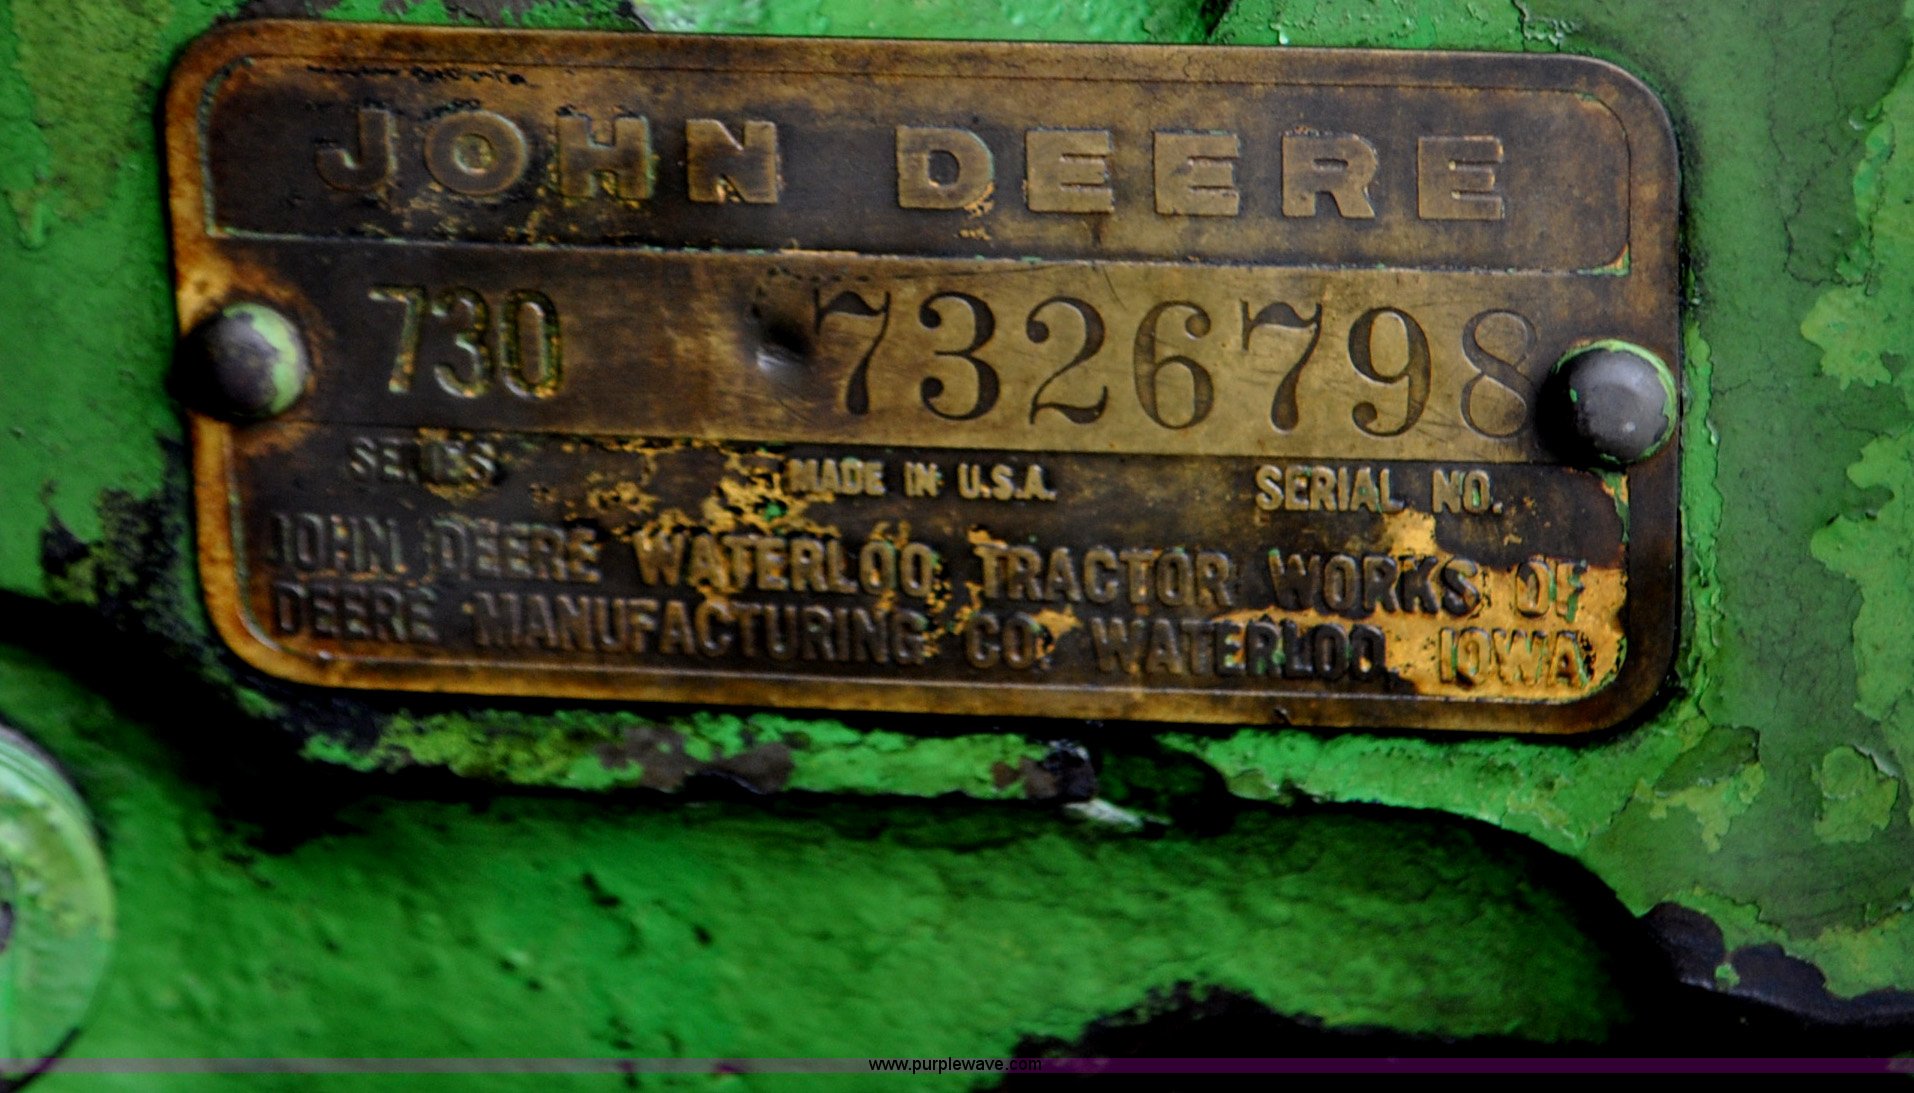 JOHN DEERE
730 7326798
SERIES MADE IN U.S.A. SERIAL NO.
JOHN DEERE WATERLOO TRACTOR WORKS OF
DEERE MANUFACTURING CO. WATERLOO, IOWA
www.purplewave.com